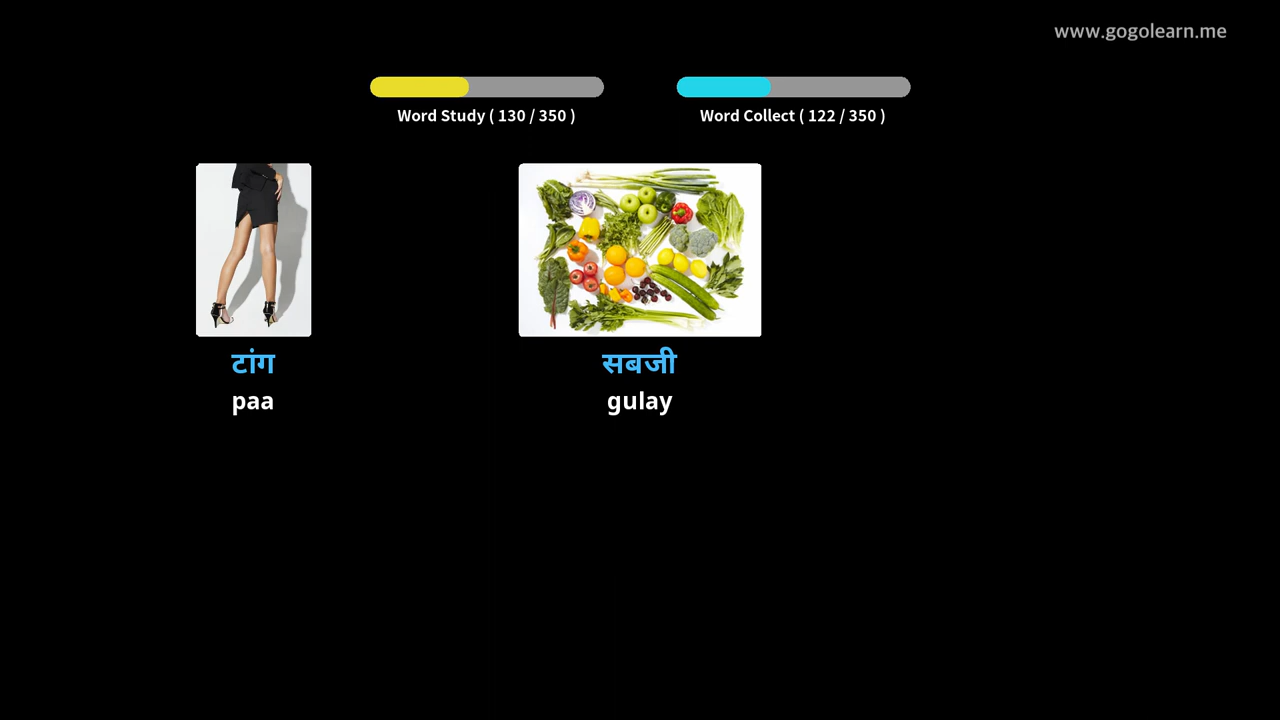 www.gogolearn.me
Word Study ( 130 / 350 )
Word Collect ( 122 / 350 )
टांग
सबजी
paa
gulay